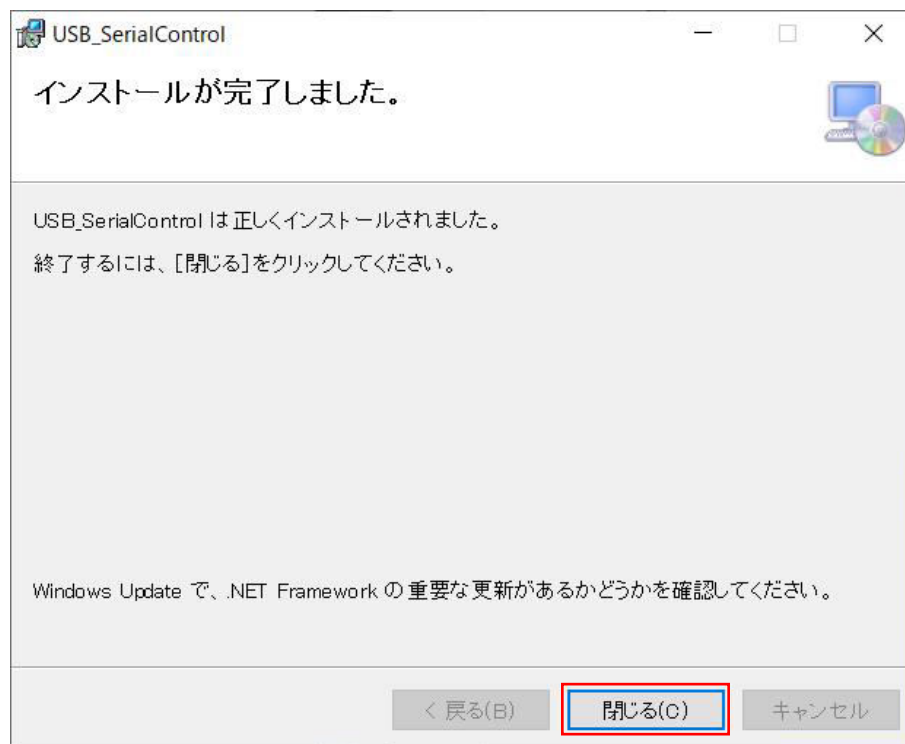 USB_SerialControl
インストールが完了しました。
USB_SerialControl は正しくインストールされました。
終了するには、[閉じる]をクリックしてください。
Windows Update で、.NET Framework の重要な更新があるかどうかを確認してください。
< 戻る(B)
閉じる(C)
キャンセル